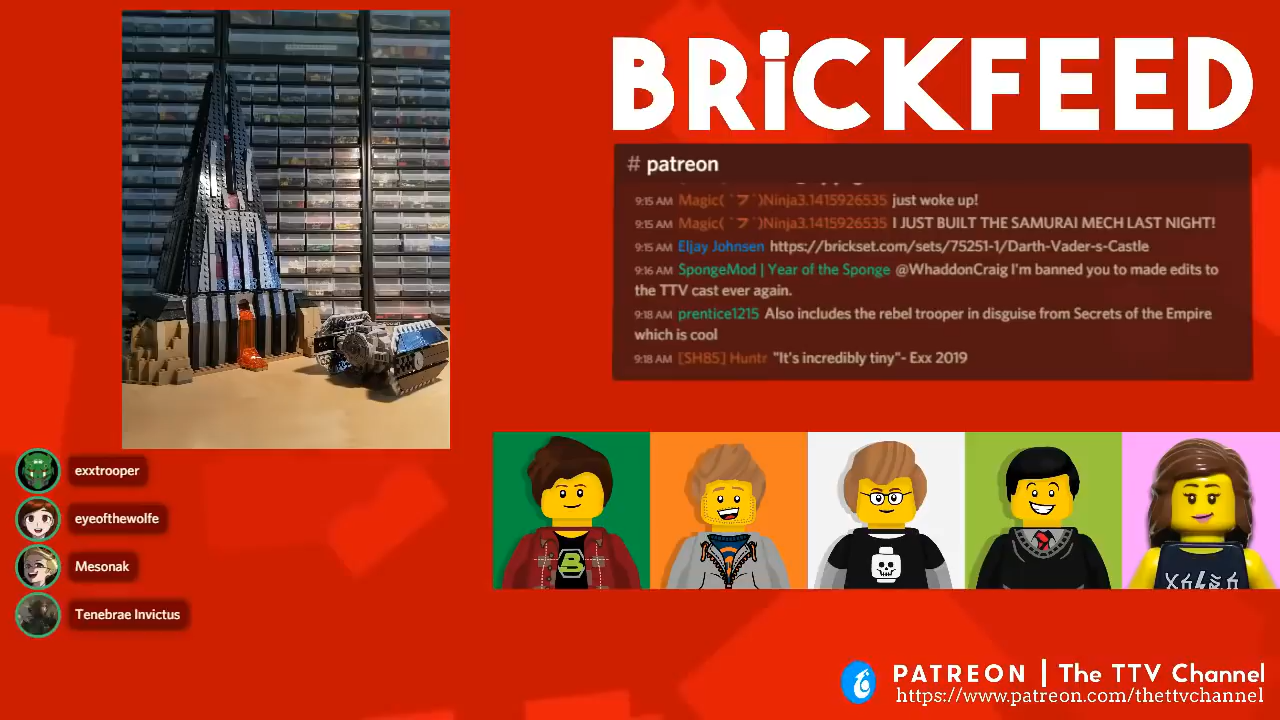 BRiCKFEED
# patreon
9:15 AM Magic( ¯フ¯)Ninja3.1415926535 just woke up!
9:15 AM Magic( ¯フ¯)Ninja3.1415926535 I JUST BUILT THE SAMURAI MECH LAST NIGHT!
9:15 AM Eljay Johnsen https://brickset.com/sets/75251-1/Darth-Vader-s-Castle
9:16 AM SpongeMod | Year of the Sponge @WhaddonCraig I'm banned you to made edits to
the TTV cast ever again.
9:18 AM prentice1215 Also includes the rebel trooper in disguise from Secrets of the Empire
which is cool
9:18 AM [SH85] Huntr "It's incredibly tiny"- Exx 2019
exxtrooper
eyeofthewolfe
Mesonak
Tenebrae Invictus
PATREON | The TTV Channel
https://www.patreon.com/thettvchannel